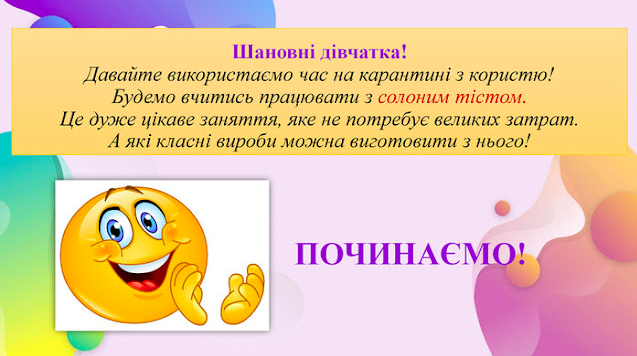 Шановні дівчатка!
Давайте використаємо час на карантині з користю!
Будемо вчитись працювати з солоним тістом.
Це дуже цікаве заняття, яке не потребує великих затрат.
А які класні вироби можна виготовити з нього!
ПОЧИНАЄМО!